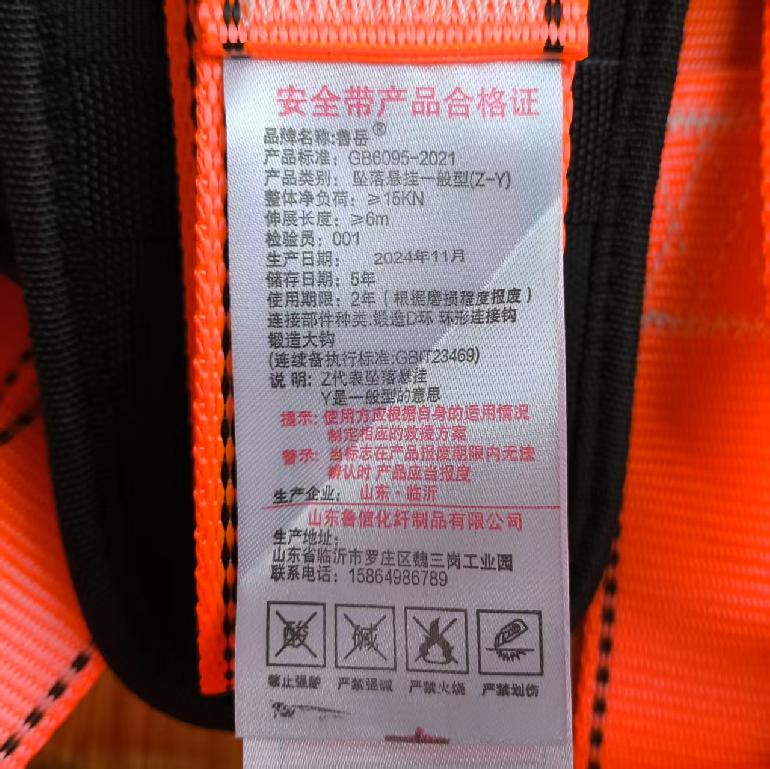 安全带产品合格证
品牌名称:鲁岳®
产品标准: GB6095-2021
产品类别: 坠落悬挂一般型(Z-Y)
整体净负荷: ≥15KN
伸展长度: ≥6m
检验员: 001
生产日期: 2024年11月
储存日期: 5年
使用期限: 2年(根据磨损程度报废)
连接部件种类:锻造D环 环形连接钩
锻造大钩
(连续备执行标准:GB/T23469)
说 明: Z代表坠落悬挂
Y是一般型的意思
提示: 使用方应根据自身的适用情况
制定相应的救援方案
警示: 当标志在产品报废期限内无法
辨认时 产品应当报废
生产企业: 山东·临沂
山东鲁信化纤制品有限公司
生产地址:
山东省临沂市罗庄区魏三岗工业园
联系电话: 15864986789
酸 碱
禁止强酸 严禁强碱 严禁火烧 严禁划伤